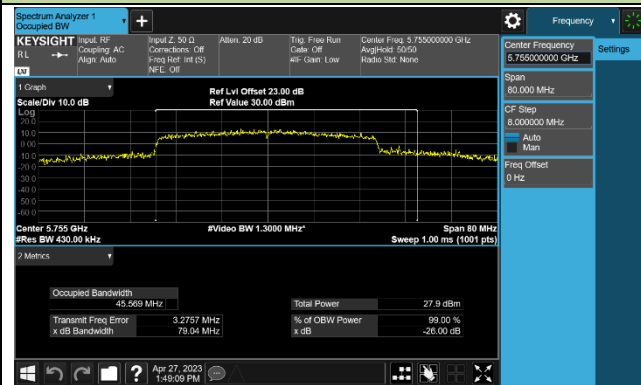 Spectrum Analyzer 1
Occupied BW
Frequency
KEYSIGHT
RL
LXI
Input: RF
Coupling: AC
Align: Auto
Input Z: 50 Ω
Corrections: Off
Freq Ref: Int (S)
NFE: Off
Atten: 20 dB
Trig: Free Run
Gate: Off
#IF Gain: Low
Center Freq: 5.755000000 GHz
Avg|Hold: 50/50
Radio Std: None
Center Frequency
5.755000000 GHz
Settings
Span
80.000 MHz
CF Step
8.000000 MHz
Auto
Man
Freq Offset
0 Hz
1 Graph
Scale/Div 10.0 dB
Ref Lvl Offset 23.00 dB
Ref Value 30.00 dBm
Log
20.0
10.0
0.00
-10.0
-20.0
-30.0
-40.0
-50.0
-60.0
Center 5.755 GHz
#Res BW 430.00 kHz
#Video BW 1.3000 MHz*
Span 80 MHz
Sweep 1.00 ms (1001 pts)
2 Metrics
Occupied Bandwidth
45.569 MHz
Total Power 27.9 dBm
Transmit Freq Error 3.2757 MHz
% of OBW Power 99.00 %
x dB Bandwidth 79.04 MHz
x dB -26.00 dB
?
Apr 27, 2023
1:49:09 PM